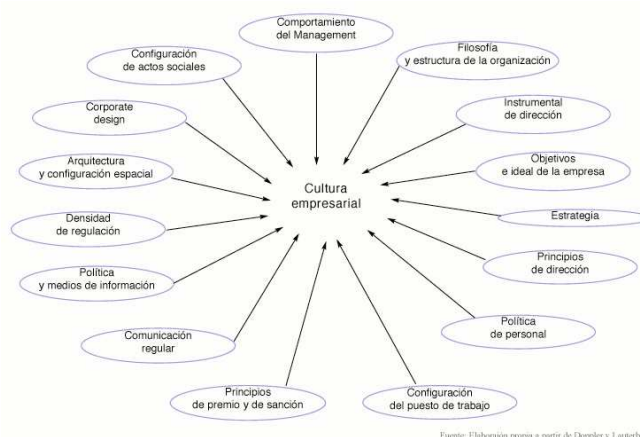 Comportamiento
del Management
Filosofía
y estructura de la organización
Configuración
de actos sociales
Instrumental
de dirección
Corporate
design
Objetivos
e ideal de la empresa
Arquitectura
y configuración espacial
Cultura
empresarial
Estrategia
Densidad
de regulación
Principios
de dirección
Política
y medios de información
Política
de personal
Comunicación
regular
Configuración
del puesto de trabajo
Principios
de premio y de sanción
Fuente: Elaboración propia a partir de Doppler y